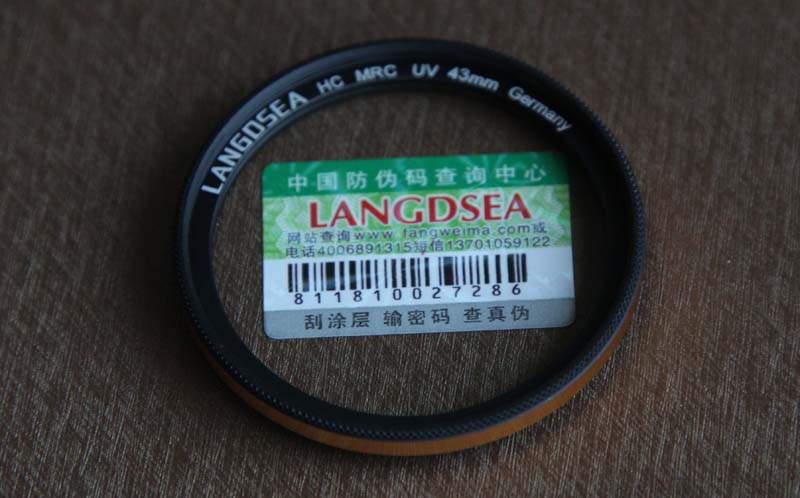 LANGDSEA HC MRC UV 43mm Germany
中国防伪码查询中心
LANGDSEA
网站查询www.fangweima.com或
电话4006891315短信13701059122
811810027286
刮涂层 输密码 查真伪